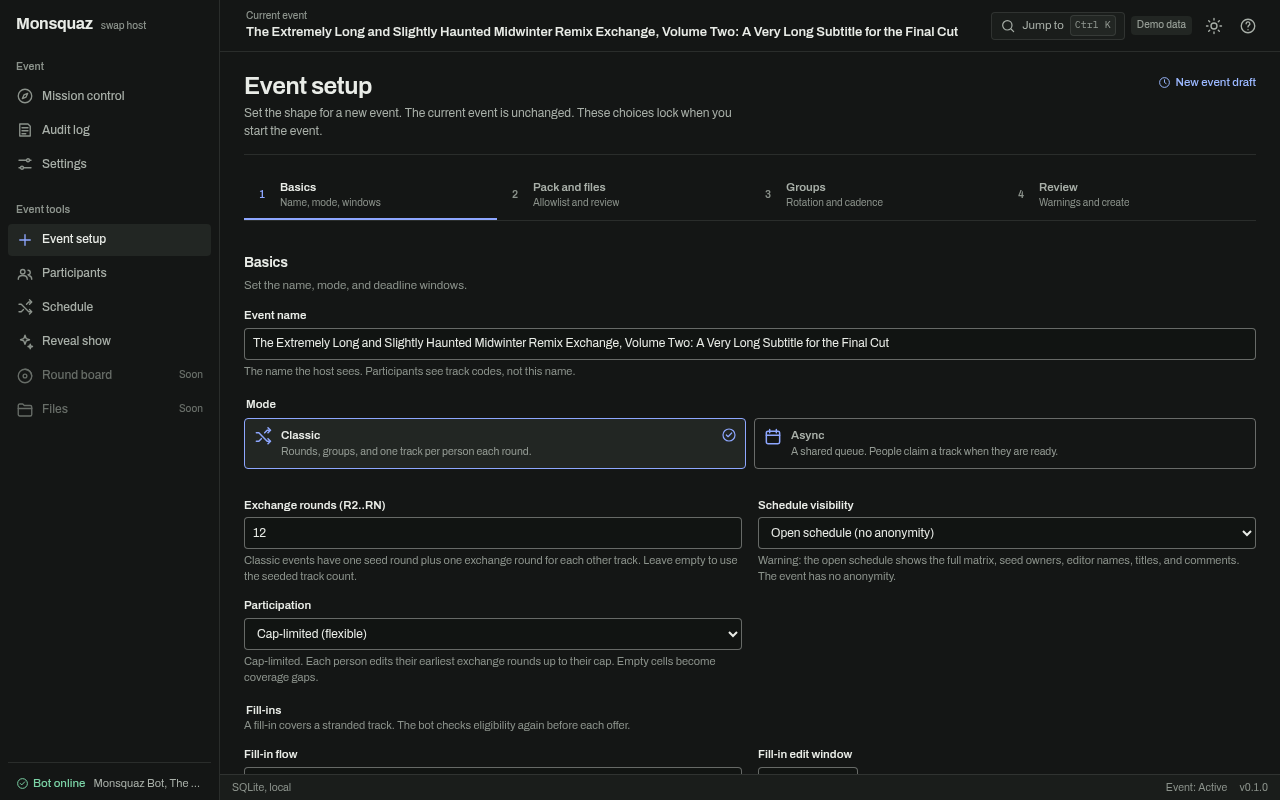 Monsquaz swap host
Event
Mission control
Audit log
Settings
Event tools
Event setup
Participants
Schedule
Reveal show
Round board Soon
Files Soon
Bot online Monsquaz Bot, The ...
Current event
The Extremely Long and Slightly Haunted Midwinter Remix Exchange, Volume Two: A Very Long Subtitle for the Final Cut
Jump to Ctrl K
Demo data
Event setup
New event draft
Set the shape for a new event. The current event is unchanged. These choices lock when you
start the event.
1 Basics
Name, mode, windows
2 Pack and files
Allowlist and review
3 Groups
Rotation and cadence
4 Review
Warnings and create
Basics
Set the name, mode, and deadline windows.
Event name
The Extremely Long and Slightly Haunted Midwinter Remix Exchange, Volume Two: A Very Long Subtitle for the Final Cut
The name the host sees. Participants see track codes, not this name.
Mode
Classic
Rounds, groups, and one track per person each round.
Async
A shared queue. People claim a track when they are ready.
Exchange rounds (R2..RN)
12
Classic events have one seed round plus one exchange round for each other track. Leave empty to use
the seeded track count.
Schedule visibility
Open schedule (no anonymity)
Warning: the open schedule shows the full matrix, seed owners, editor names, titles, and comments.
The event has no anonymity.
Participation
Cap-limited (flexible)
Cap-limited. Each person edits their earliest exchange rounds up to their cap. Empty cells become
coverage gaps.
Fill-ins
A fill-in covers a stranded track. The bot checks eligibility again before each offer.
Fill-in flow
Fill-in edit window
SQLite, local
Event: Active v0.1.0